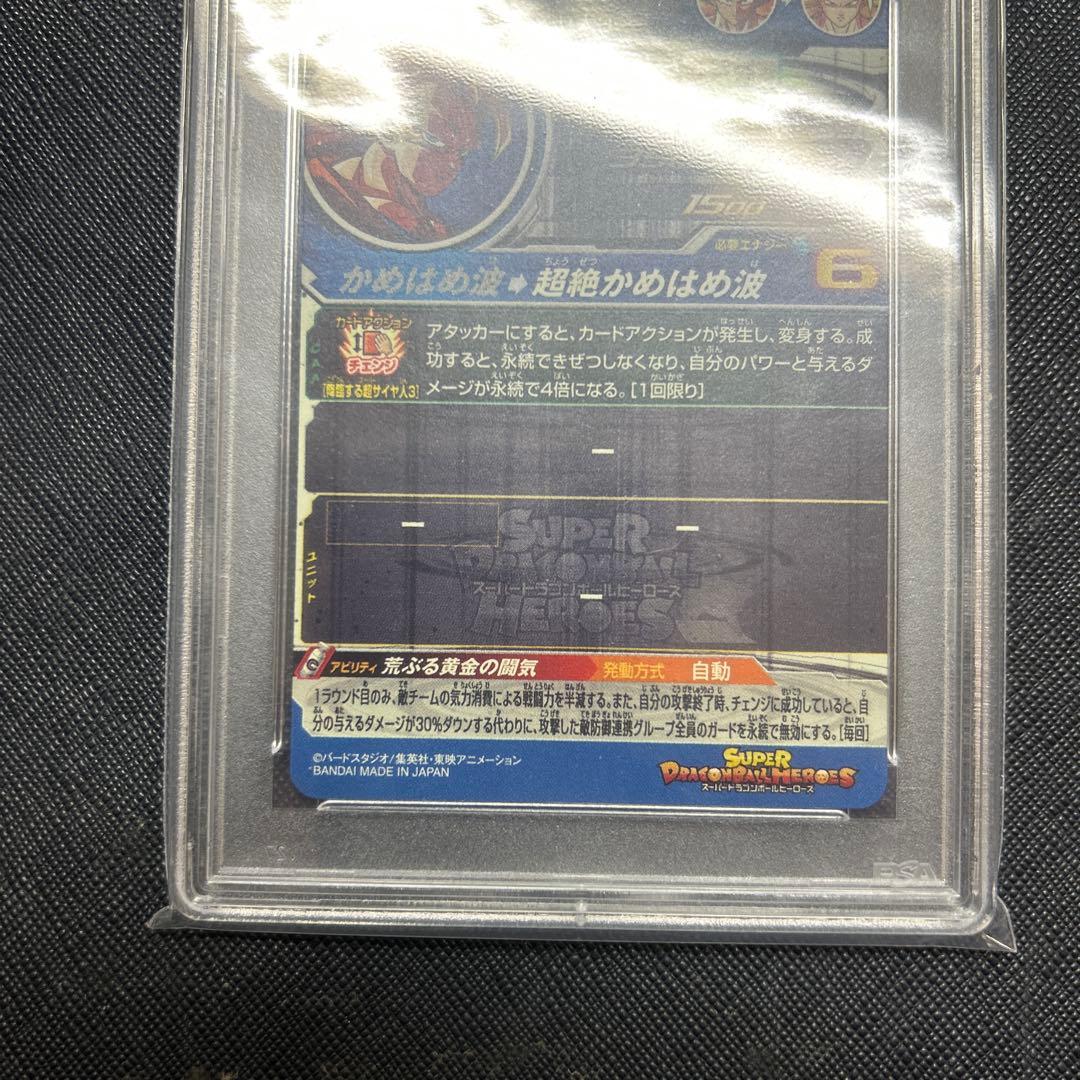 1500
必要エナジー
6
かめはめ波➡超絶かめはめ波
カードアクション
チェンジ
[降臨する超サイヤ人3]
アタッカーにすると、カードアクションが発生し、変身する。成
功すると、永続できぜつしなくなり、自分のパワーと与えるダ
メージが永続で4倍になる。[1回限り]
ー
ー
ー
ユニット
SUPER
DRAGONBALL
スーパードラゴンボールヒーローズ
HEROES
ー
アビリティ 荒ぶる黄金の闘気 発動方式 自動
1ラウンド目のみ、敵チームの気力消費による戦闘力を半減する。また、自分の攻撃終了時、チェンジに成功していると、自
分の与えるダメージが30%ダウンする代わりに、攻撃した敵防御連携グループ全員のガードを永続で無効にする。[毎回]
©バードスタジオ/集英社・東映アニメーション
BANDAI MADE IN JAPAN
SUPER
DRAGONBALL HEROES
スーパードラゴンボールヒーローズ
PSA